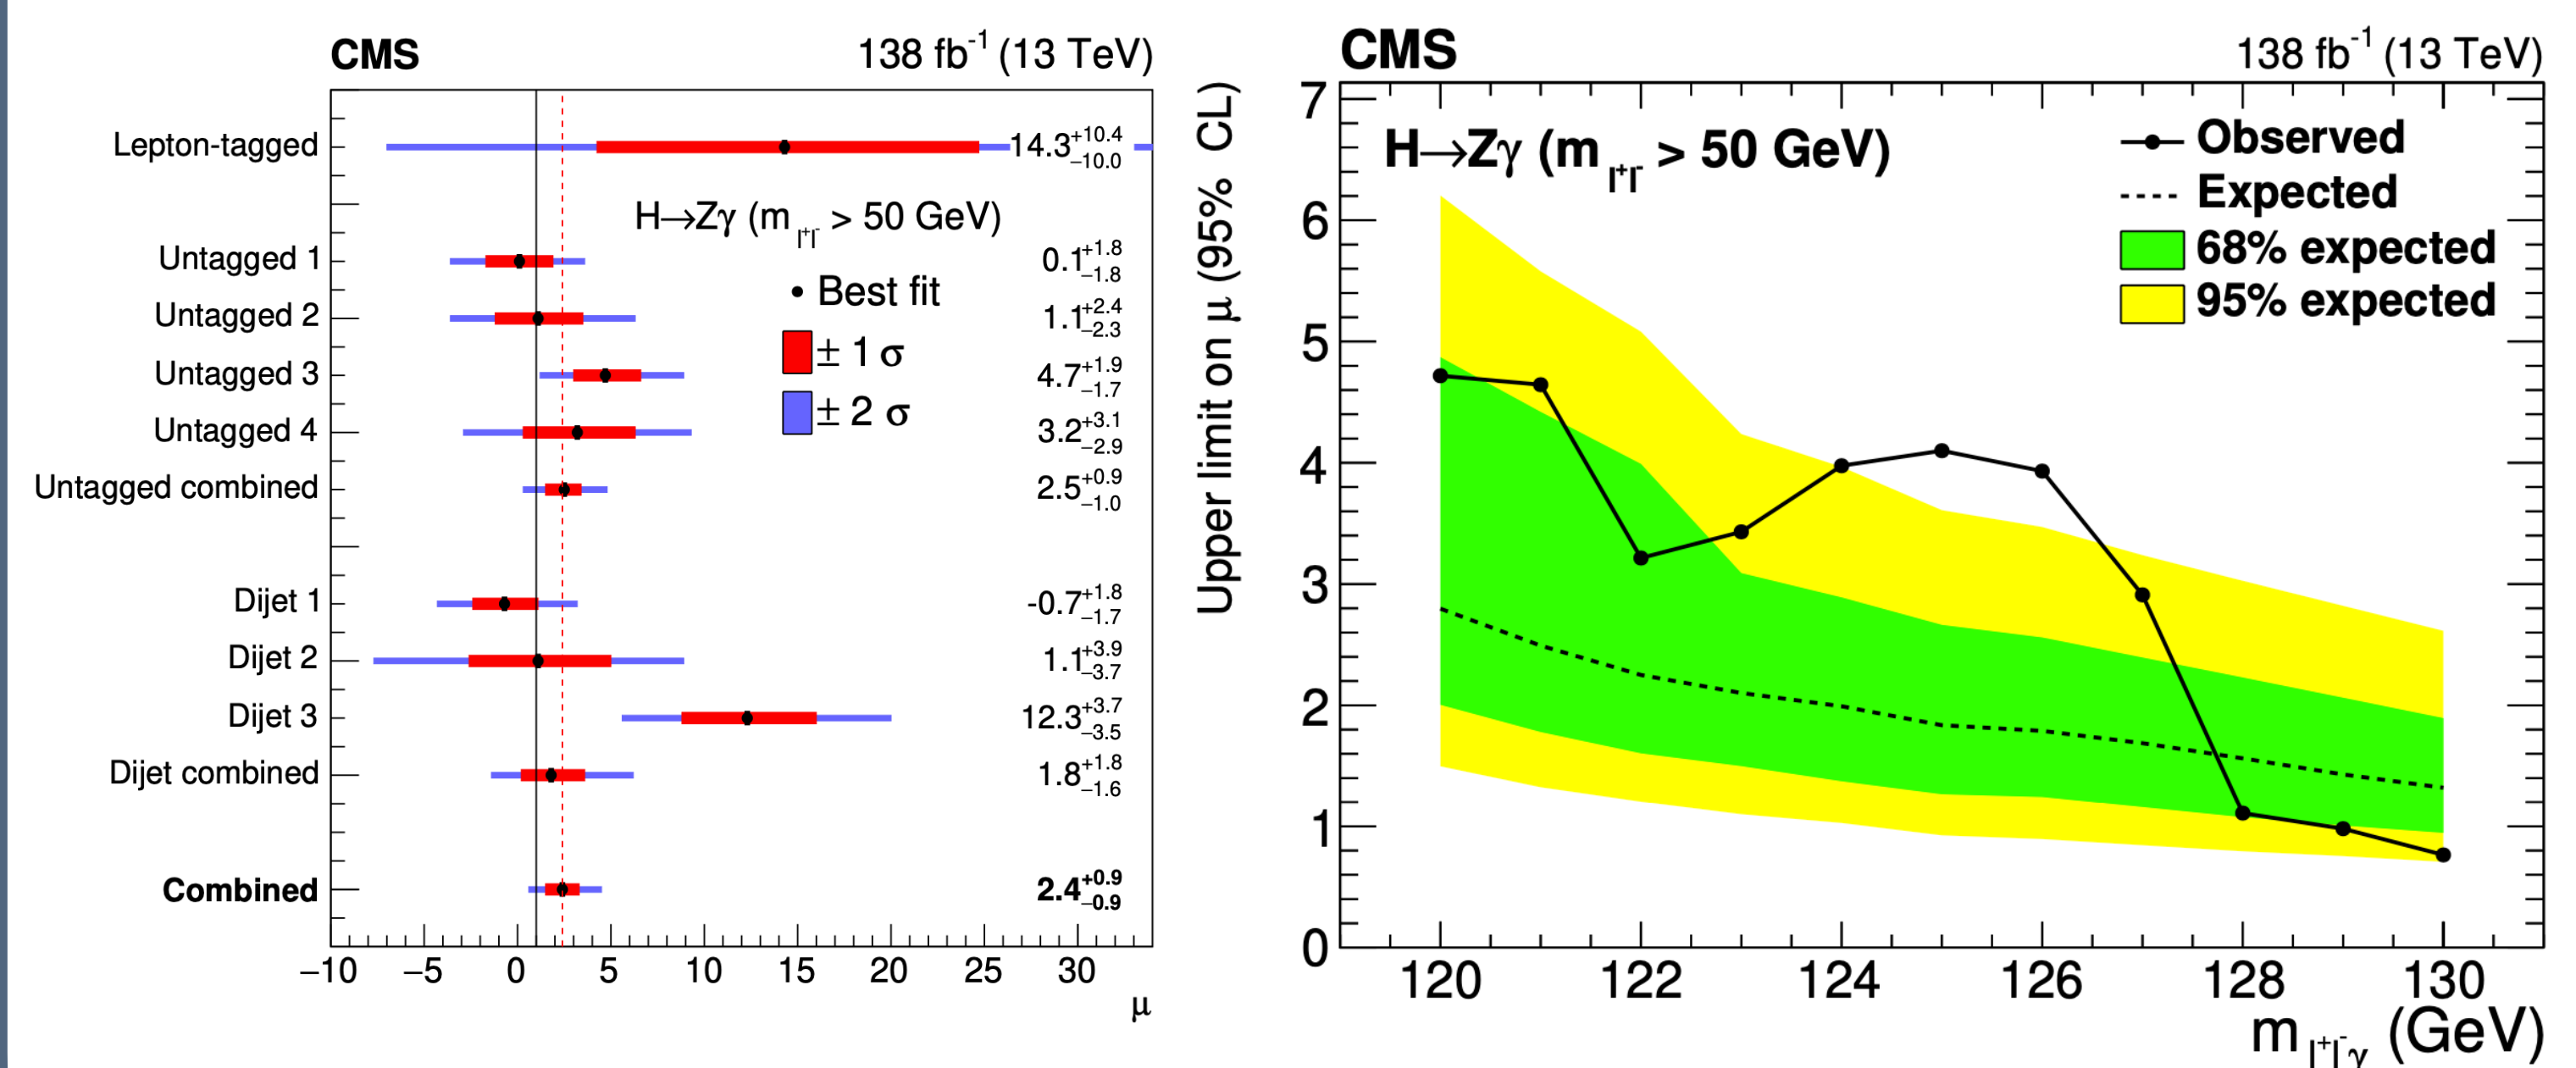 CMS 138 fb⁻¹ (13 TeV)
Lepton-tagged 14.3 +10.4 −10.0
H→Zγ (m l⁺l⁻ > 50 GeV)
Untagged 1 0.1 +1.8 −1.8
Best fit
Untagged 2 1.1 +2.4 −2.3
± 1 σ
Untagged 3 4.7 +1.9 −1.7
± 2 σ
Untagged 4 3.2 +3.1 −2.9
Untagged combined 2.5 +0.9 −1.0
Dijet 1 -0.7 +1.8 −1.7
Dijet 2 1.1 +3.9 −3.7
Dijet 3 12.3 +3.7 −3.5
Dijet combined 1.8 +1.8 −1.6
Combined 2.4 +0.9 −0.9
−10 −5 0 5 10 15 20 25 30
μ
CMS 138 fb⁻¹ (13 TeV)
Upper limit on μ (95% CL)
H→Zγ (m l⁺l⁻ > 50 GeV)
Observed
Expected
68% expected
95% expected
7
6
5
4
3
2
1
0
120 122 124 126 128 130
m l⁺l⁻γ (GeV)